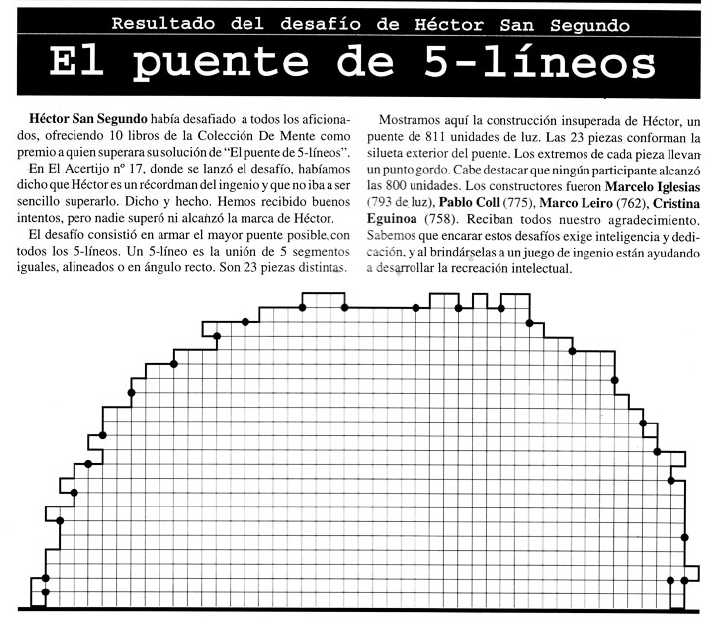 Resultado del desafío de Héctor San Segundo
El puente de 5-líneos
Héctor San Segundo había desafiado a todos los aficiona-
dos, ofreciendo 10 libros de la Colección De Mente como
premio a quien superara su solución de "El puente de 5-líneos".
En El Acertijo nº 17, donde se lanzó el desafío, habíamos
dicho que Héctor es un récordman del ingenio y que no iba a ser
sencillo superarlo. Dicho y hecho. Hemos recibido buenos
intentos, pero nadie superó ni alcanzó la marca de Héctor.
El desafío consistió en armar el mayor puente posible con
todos los 5-líneos. Un 5-líneo es la unión de 5 segmentos
iguales, alineados o en ángulo recto. Son 23 piezas distintas.
Mostramos aquí la construcción insuperada de Héctor, un
puente de 811 unidades de luz. Las 23 piezas conforman la
silueta exterior del puente. Los extremos de cada pieza llevan
un punto gordo. Cabe destacar que ningún participante alcanzó
las 800 unidades. Los constructores fueron Marcelo Iglesias
(793 de luz), Pablo Coll (775), Marco Leiro (762), Cristina
Eguinoa (758). Reciban todos nuestro agradecimiento.
Sabemos que encarar estos desafíos exige inteligencia y dedi-
cación, y al brindárselas a un juego de ingenio están ayudando
a desarrollar la recreación intelectual.